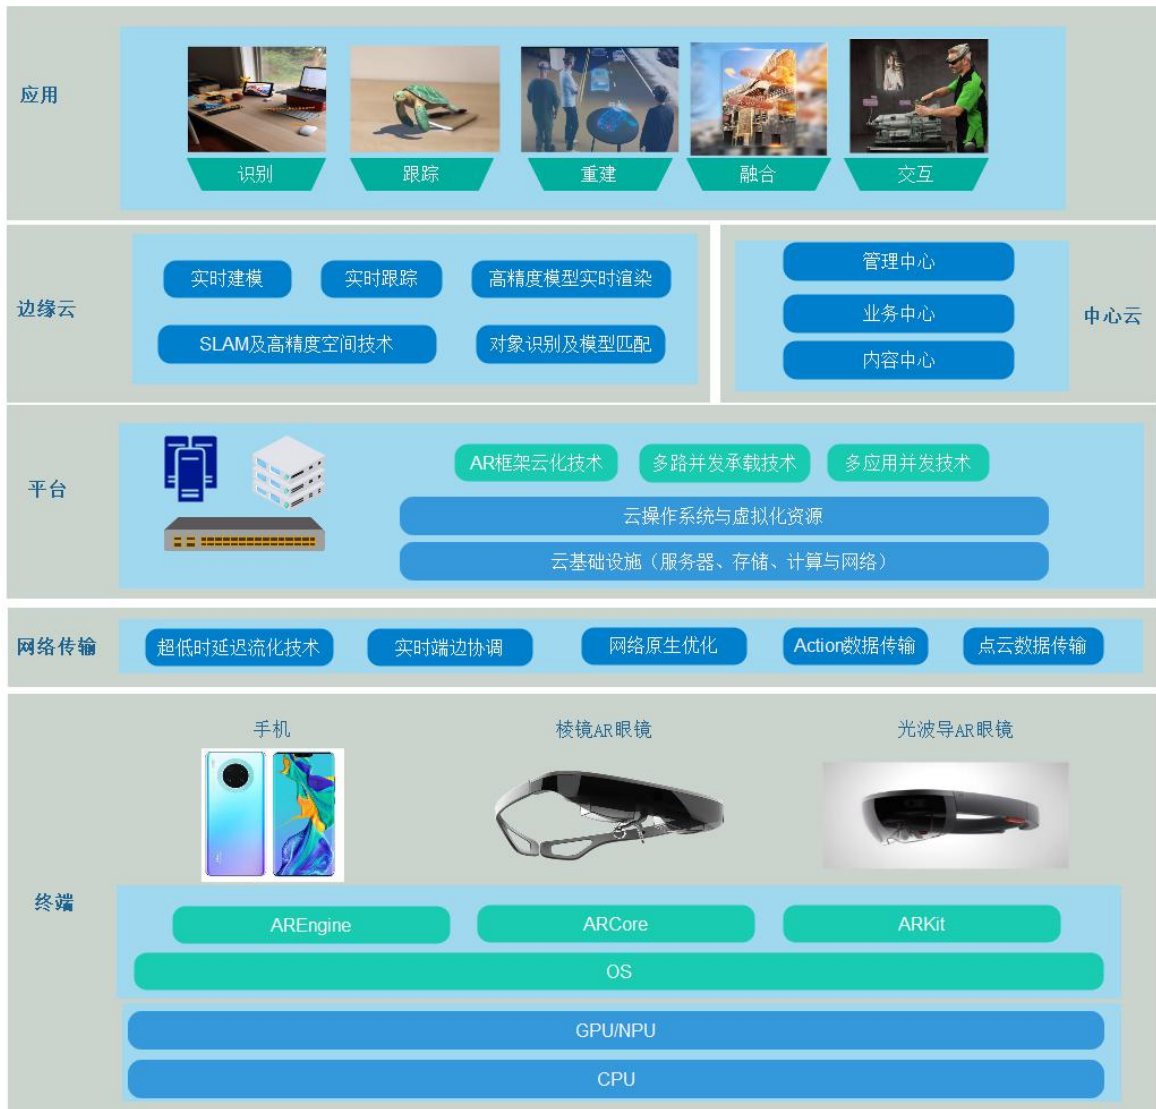 应用
识别
跟踪
重建
融合
交互
边缘云
实时建模
实时跟踪
高精度模型实时渲染
SLAM及高精度空间技术
对象识别及模型匹配
管理中心
业务中心
内容中心
中心云
平台
AR框架云化技术
多路并发承载技术
多应用并发技术
云操作系统与虚拟化资源
云基础设施（服务器、存储、计算与网络）
网络传输
超低时延迟流化技术
实时端边协调
网络原生优化
Action数据传输
点云数据传输
终端
手机
棱镜AR眼镜
光波导AR眼镜
AREngine
ARCore
ARKit
OS
GPU/NPU
CPU